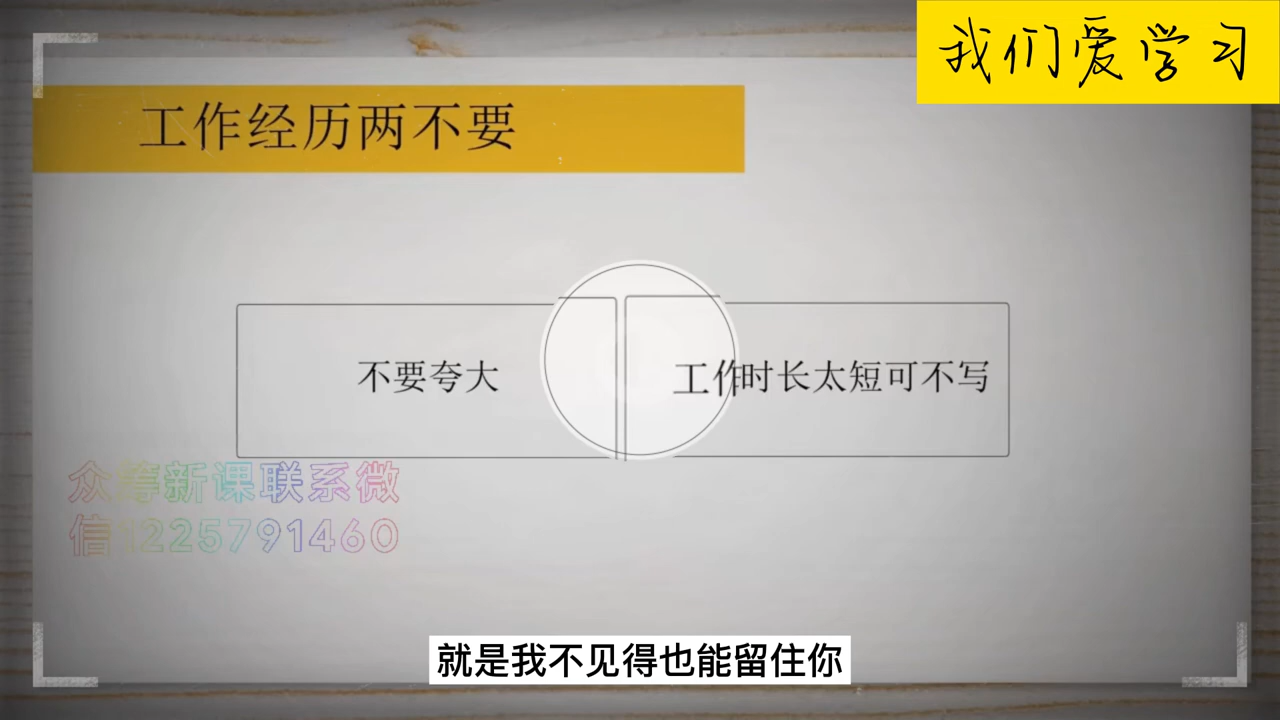 我们爱学习
工作经历两不要
不要夸大
工作时长太短可不写
众筹新课联系微
信1225791460
就是我不见得也能留住你